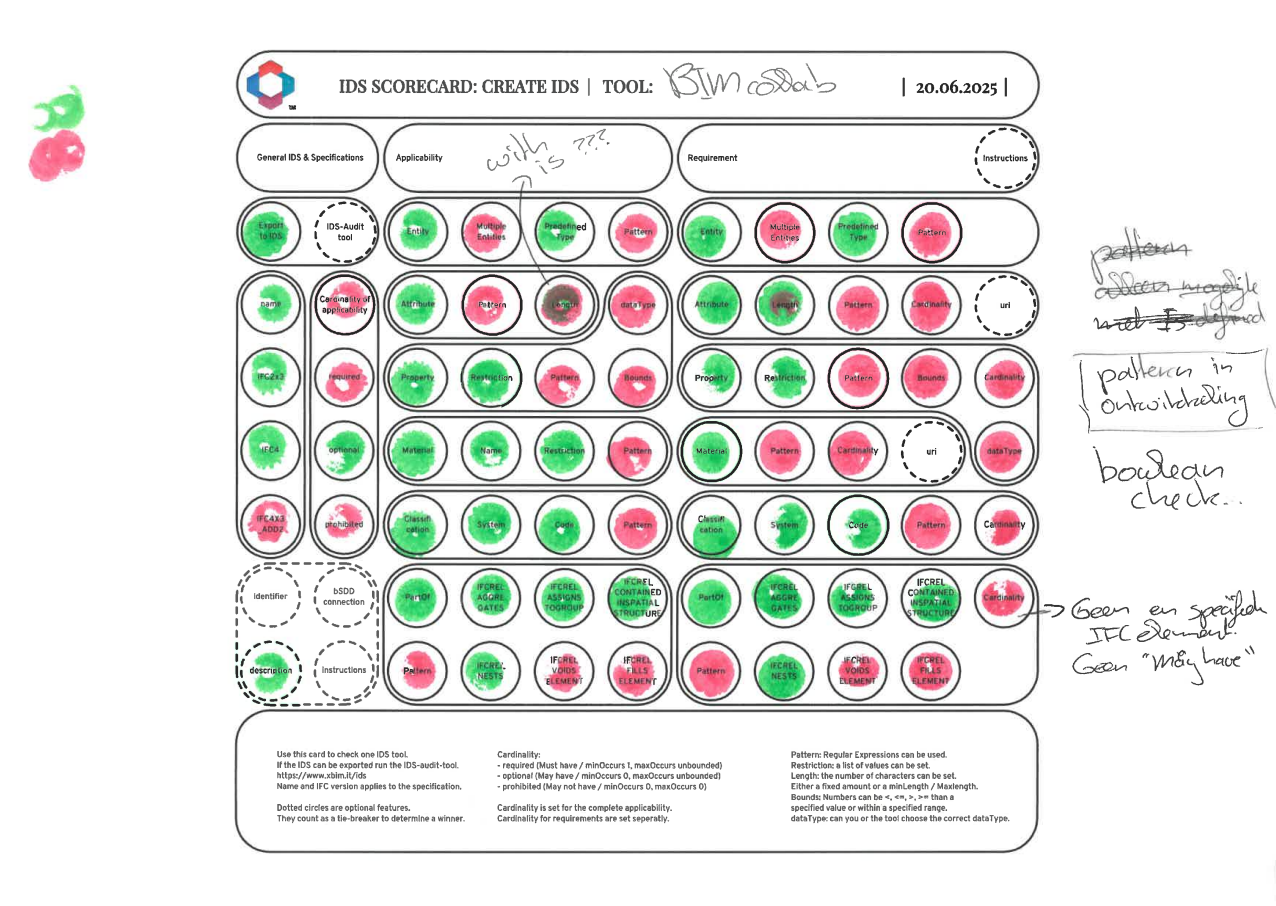 IDS SCORECARD: CREATE IDS | TOOL: BIMcollab | 20.06.2025 |
TM
General IDS & Specifications
Applicability
with is ???
Requirement
Instructions
Export to IDS
IDS-Audit tool
Entity
Multiple Entities
Predefined Type
Pattern
Entity
Multiple Entities
Predefined Type
Pattern
name
Cardinality of applicability
Attribute
Pattern
Length
dataType
Attribute
Length
Pattern
Cardinality
uri
IFC2x3
required
Property
Restriction
Pattern
Bounds
Property
Restriction
Pattern
Bounds
Cardinality
IFC4
optional
Material
Name
Restriction
Pattern
Material
Pattern
Cardinality
uri
dataType
IFC4X3_ADD2
prohibited
Classification
System
Code
Pattern
Classification
System
Code
Pattern
Cardinality
Identifier
bSDD connection
PartOf
IFCREL AGGREGATES
IFCREL ASSIGNS TOGROUP
IFCREL CONTAINED INSPATIAL STRUCTURE
PartOf
IFCREL AGGREGATES
IFCREL ASSIGNS TOGROUP
IFCREL CONTAINED INSPATIAL STRUCTURE
Cardinality
description
Instructions
Pattern
IFCREL NESTS
IFCREL VOIDS ELEMENT
IFCREL FILLS ELEMENT
Pattern
IFCREL NESTS
IFCREL VOIDS ELEMENT
IFCREL FILLS ELEMENT
pattern
alleen mogelijk
met Is defined
pattern in
ontwikkeling
boolean
check...
Geen en specified
IFC element.
Geen "May have"
Use this card to check one IDS tool.
If the IDS can be exported run the IDS-audit-tool.
https://www.xbim.it/ids
Name and IFC version applies to the specification.
Dotted circles are optional features.
They count as a tie-breaker to determine a winner.
Cardinality:
- required (Must have / minOccurs 1, maxOccurs unbounded)
- optional (May have / minOccurs 0, maxOccurs unbounded)
- prohibited (May not have / minOccurs 0, maxOccurs 0)
Cardinality is set for the complete applicability.
Cardinality for requirements are set seperatly.
Pattern: Regular Expressions can be used.
Restriction: a list of values can be set.
Length: the number of characters can be set.
Either a fixed amount or a minLength / Maxlength.
Bounds: Numbers can be <, <=, >, >= than a
specified value or within a specified range.
dataType: can you or the tool choose the correct dataType.